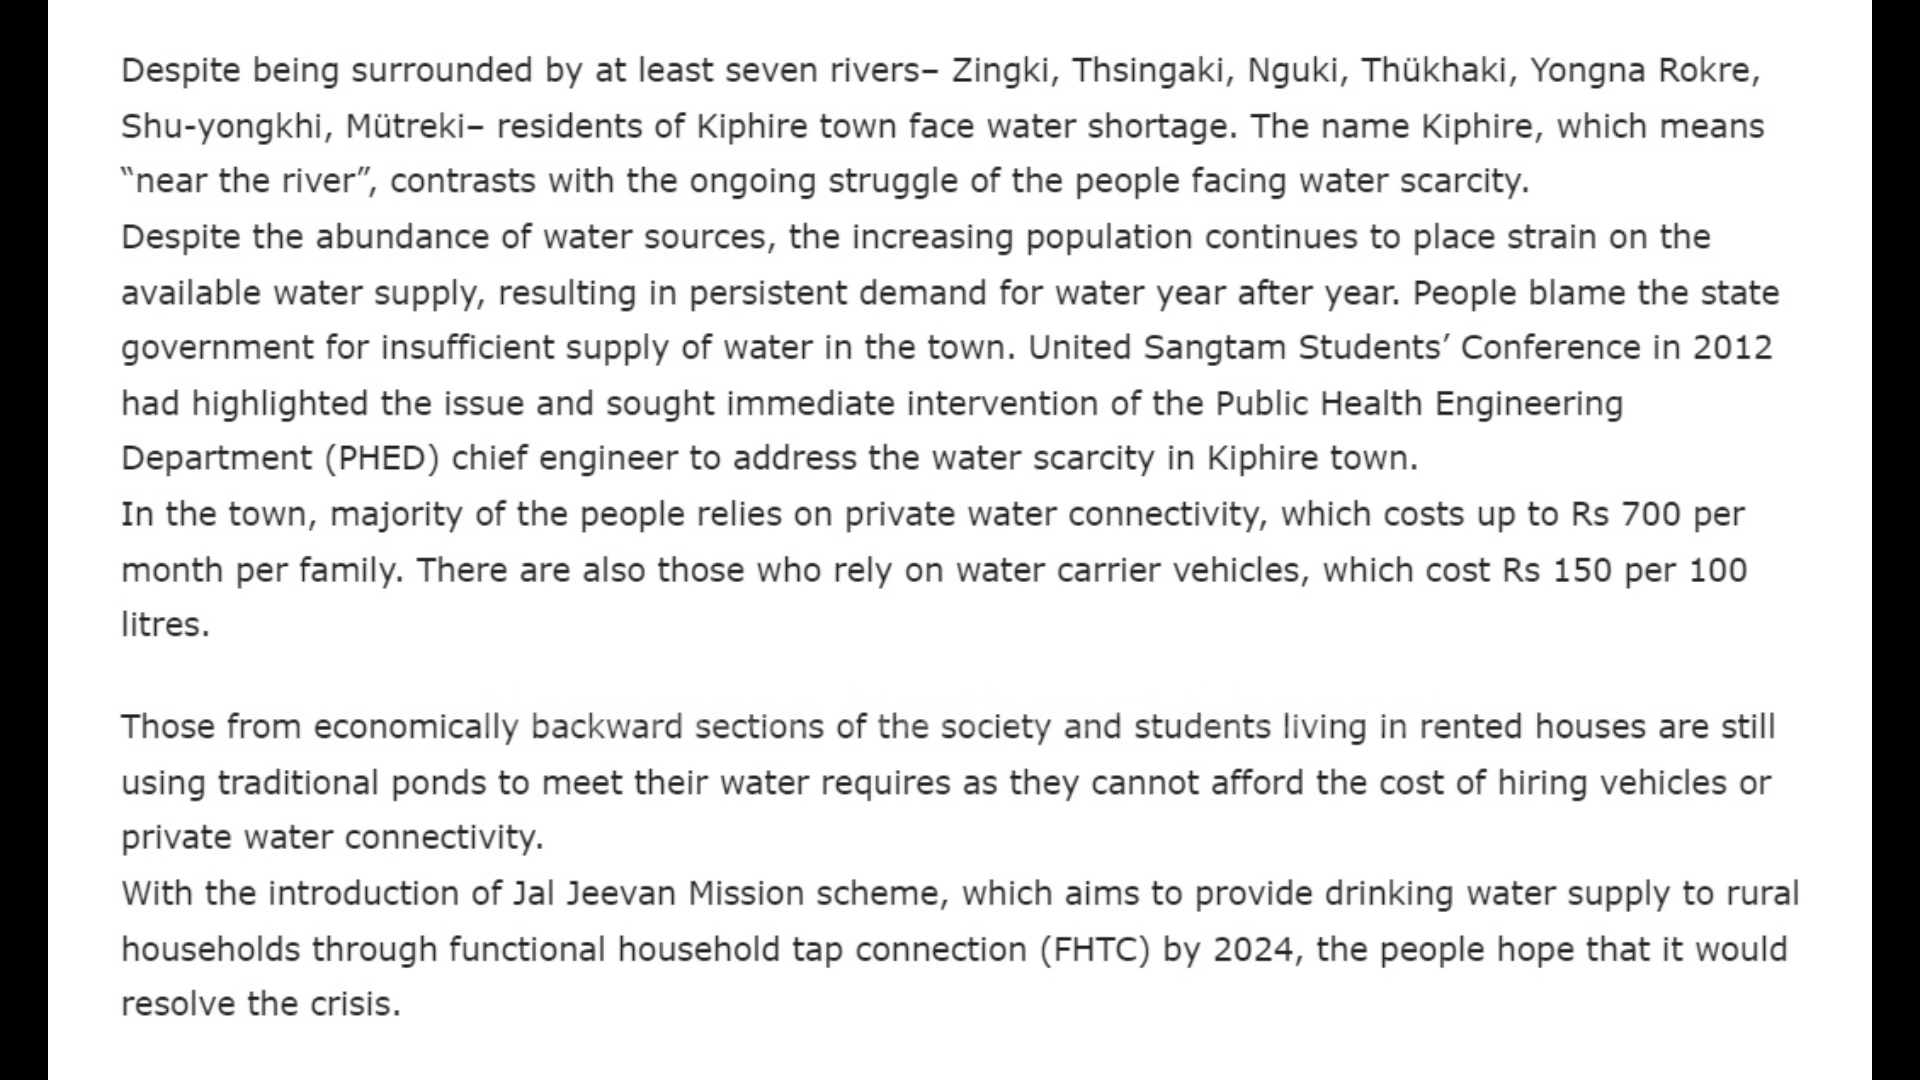 Despite being surrounded by at least seven rivers– Zingki, Thsingaki, Nguki, Thükhaki, Yongna Rokre,
Shu-yongkhi, Mütreki– residents of Kiphire town face water shortage. The name Kiphire, which means
“near the river”, contrasts with the ongoing struggle of the people facing water scarcity.
Despite the abundance of water sources, the increasing population continues to place strain on the
available water supply, resulting in persistent demand for water year after year. People blame the state
government for insufficient supply of water in the town. United Sangtam Students’ Conference in 2012
had highlighted the issue and sought immediate intervention of the Public Health Engineering
Department (PHED) chief engineer to address the water scarcity in Kiphire town.
In the town, majority of the people relies on private water connectivity, which costs up to Rs 700 per
month per family. There are also those who rely on water carrier vehicles, which cost Rs 150 per 100
litres.
Those from economically backward sections of the society and students living in rented houses are still
using traditional ponds to meet their water requires as they cannot afford the cost of hiring vehicles or
private water connectivity.
With the introduction of Jal Jeevan Mission scheme, which aims to provide drinking water supply to rural
households through functional household tap connection (FHTC) by 2024, the people hope that it would
resolve the crisis.